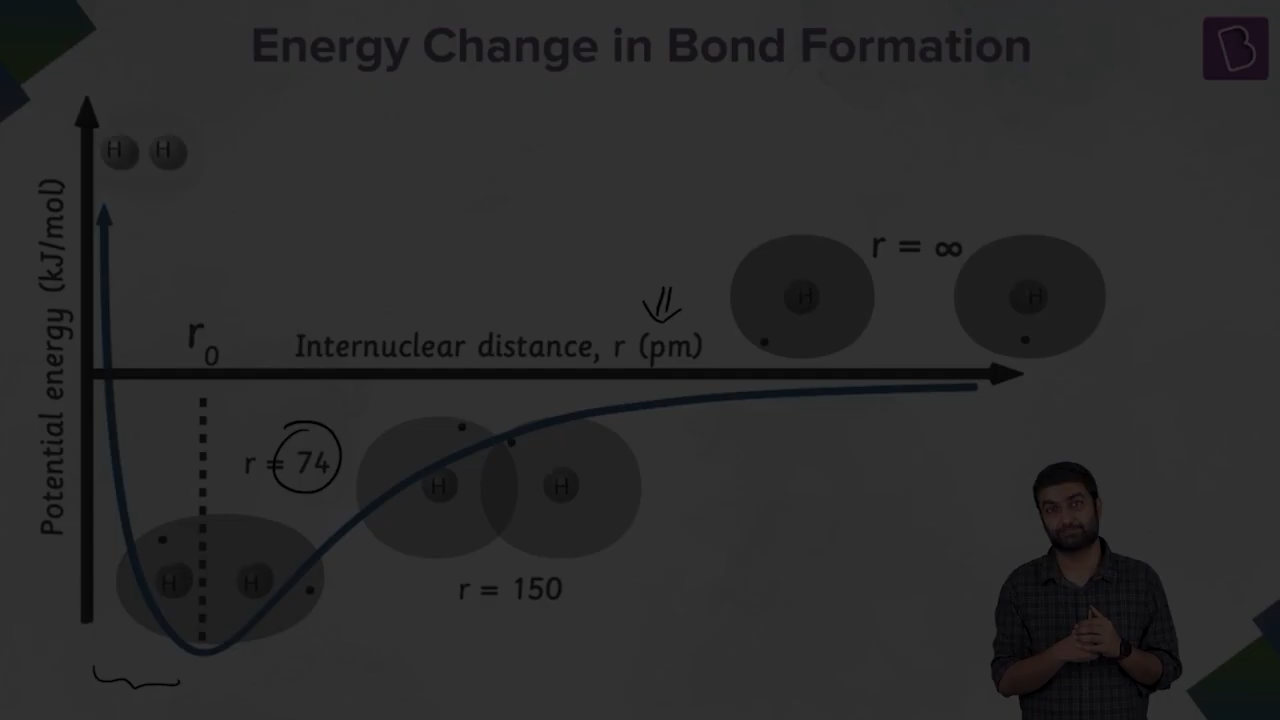 Energy Change in Bond Formation
B
H H
Potential energy (kJ/mol)
r = ∞
H H
r₀
Internuclear distance, r (pm)
r = 74
H H
H H
r = 150